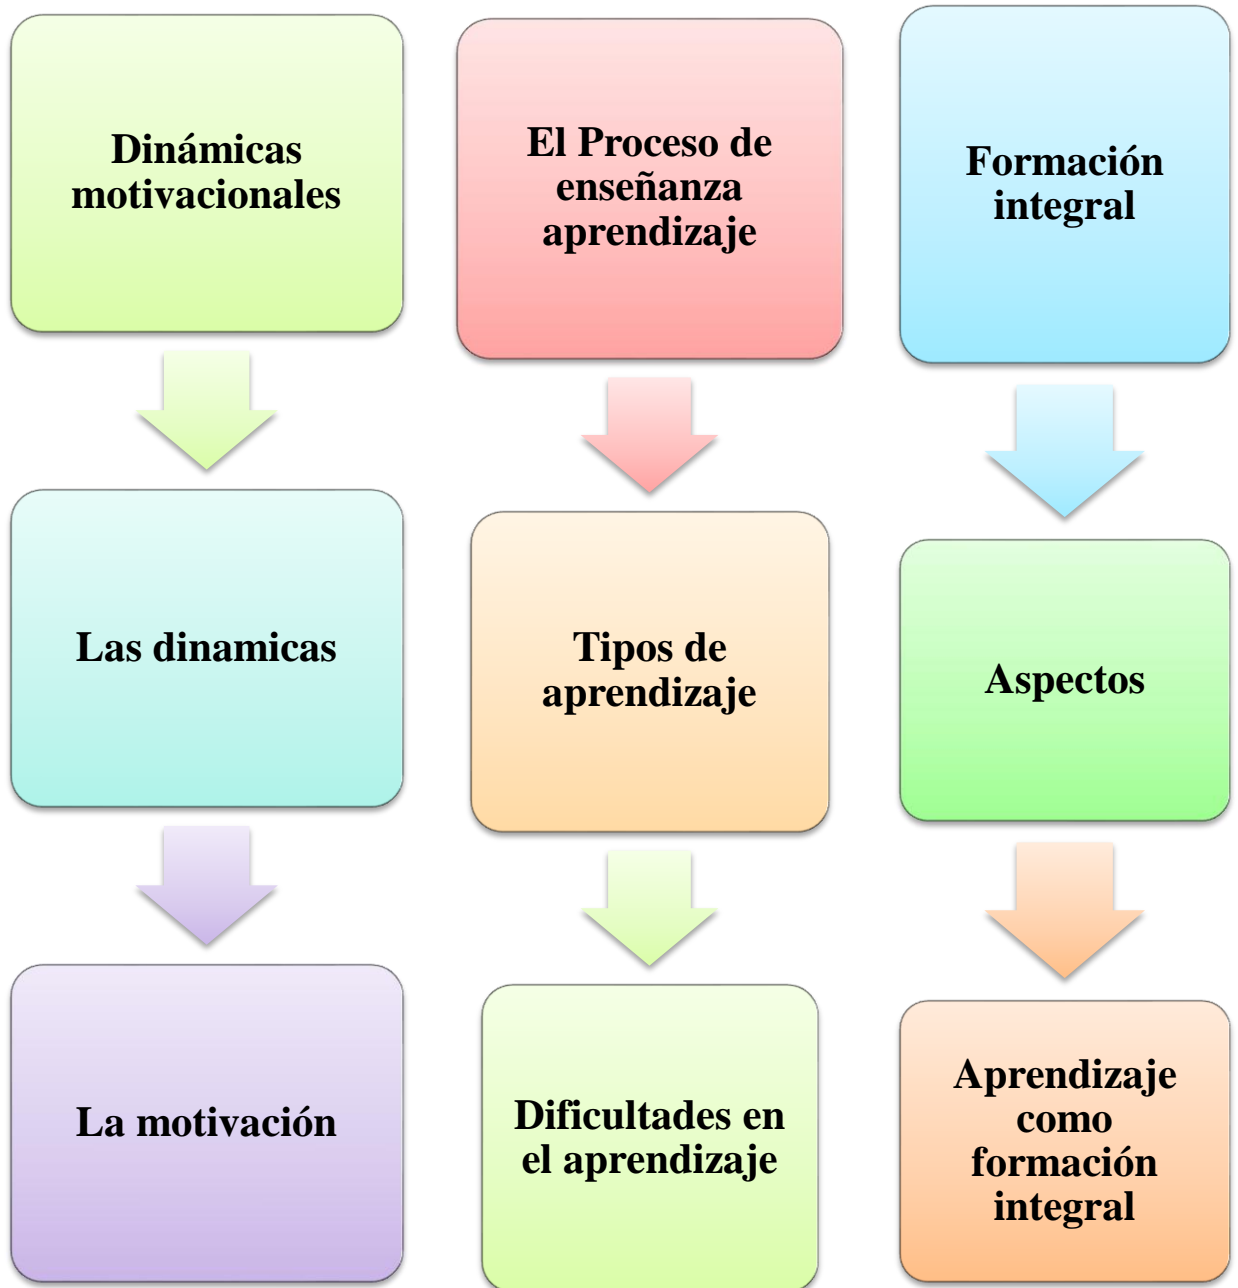 Dinámicas
motivacionales
Las dinamicas
La motivación
El Proceso de
enseñanza
aprendizaje
Tipos de
aprendizaje
Dificultades en
el aprendizaje
Formación
integral
Aspectos
Aprendizaje
como
formación
integral